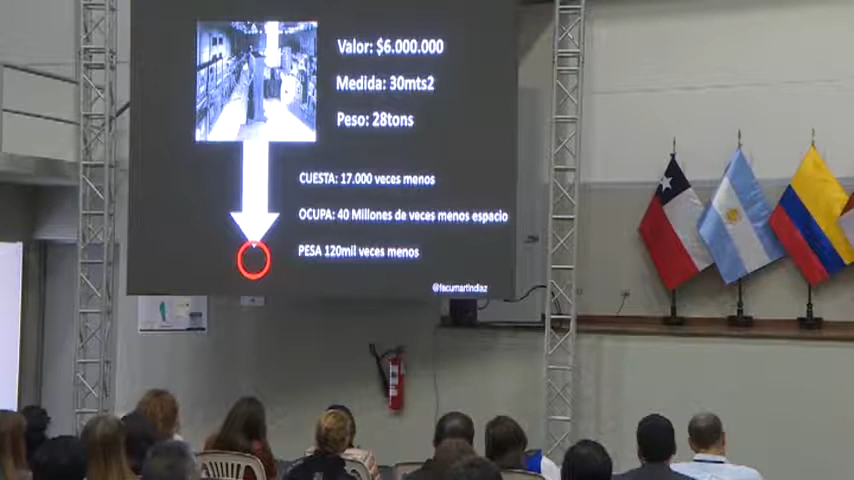 Valor: $6.000.000
Medida: 30mts2
Peso: 28tons
CUESTA: 17.000 veces menos
OCUPA: 40 Millones de veces menos espacio
PESA 120mil veces menos
@facumartindiaz